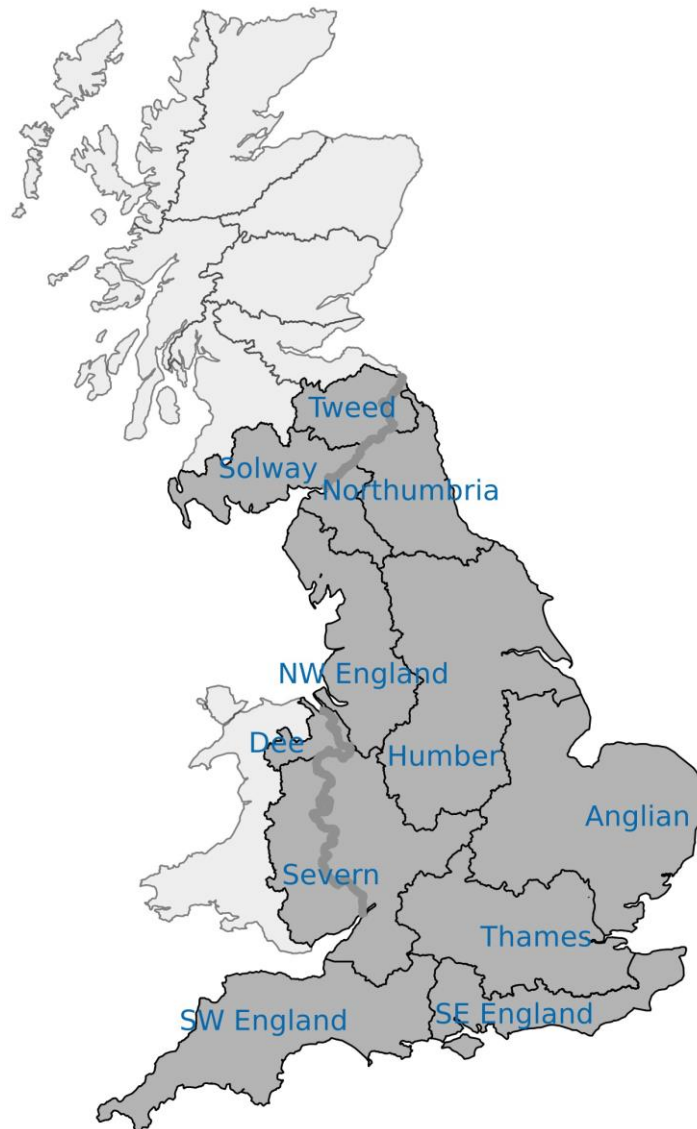 Tweed
Solway
Northumbria
NW England
Dee
Humber
Anglian
Severn
Thames
SE England
SW England